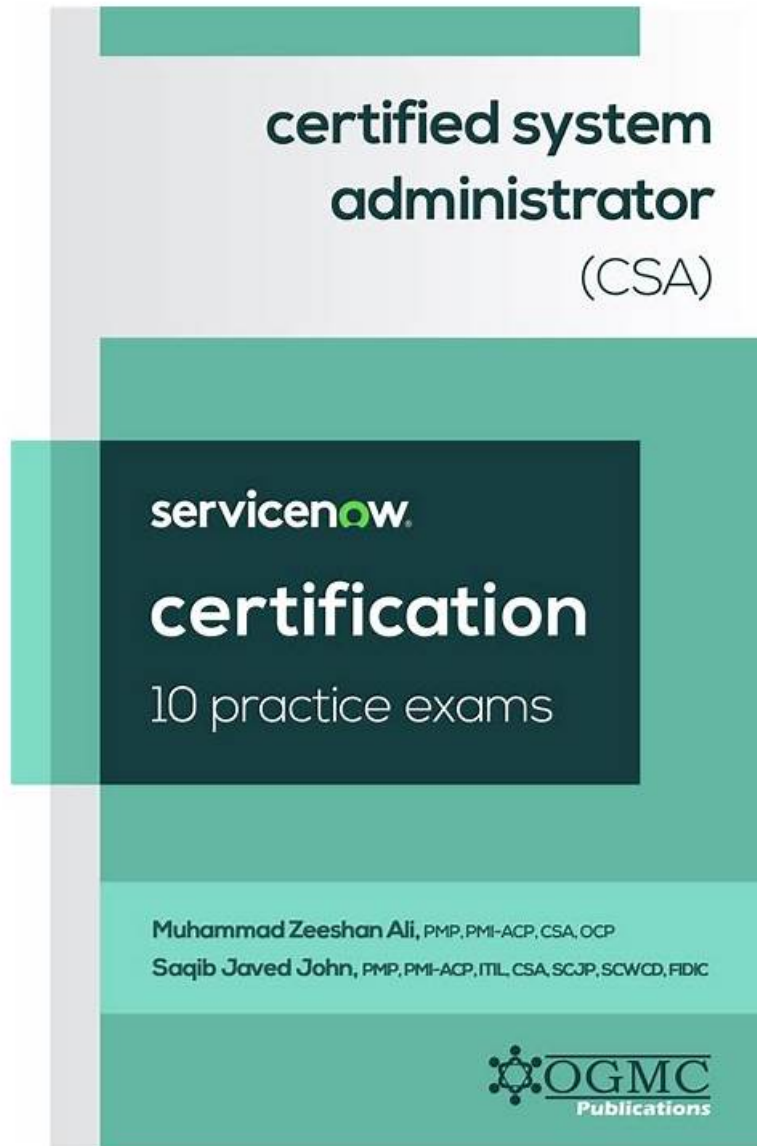 certified system
administrator
(CSA)
servicenow®
certification
10 practice exams
Muhammad Zeeshan Ali, PMP, PMI-ACP, CSA, OCP
Saqib Javed John, PMP, PMI-ACP, ITIL, CSA, SCJP, SCWCD, FIDIC
OGMC
Publications